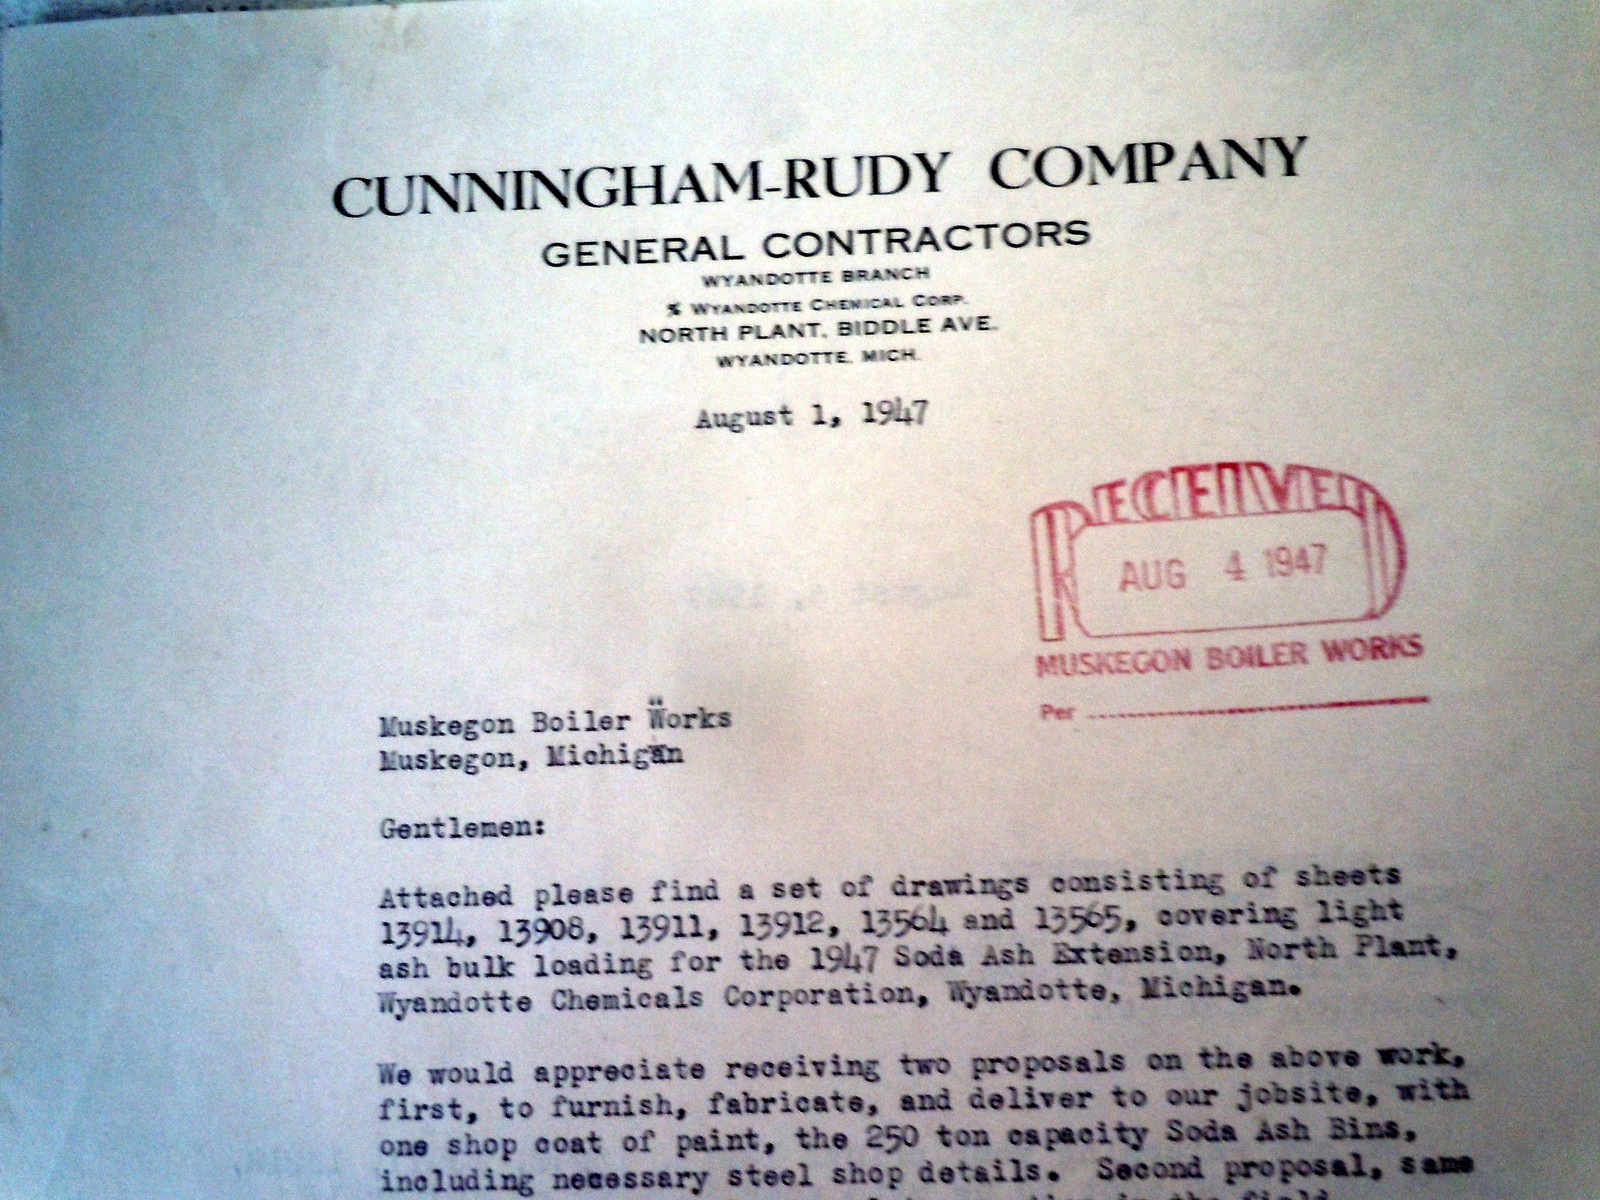 CUNNINGHAM-RUDY COMPANY
GENERAL CONTRACTORS
WYANDOTTE BRANCH
% WYANDOTTE CHEMICAL CORP.
NORTH PLANT, BIDDLE AVE.
WYANDOTTE, MICH.
August 1, 1947
RECEIVED
AUG 4 1947
MUSKEGON BOILER WORKS
Per
Muskegon Boiler Works
Muskegon, Michigan
Gentlemen:
Attached please find a set of drawings consisting of sheets
13914, 13908, 13911, 13912, 13564 and 13565, covering light
ash bulk loading for the 1947 Soda Ash Extension, North Plant,
Wyandotte Chemicals Corporation, Wyandotte, Michigan.
We would appreciate receiving two proposals on the above work,
first, to furnish, fabricate, and deliver to our jobsite, with
one shop coat of paint, the 250 ton capacity Soda Ash Bins,
including necessary steel shop details. Second proposal, same
in the field